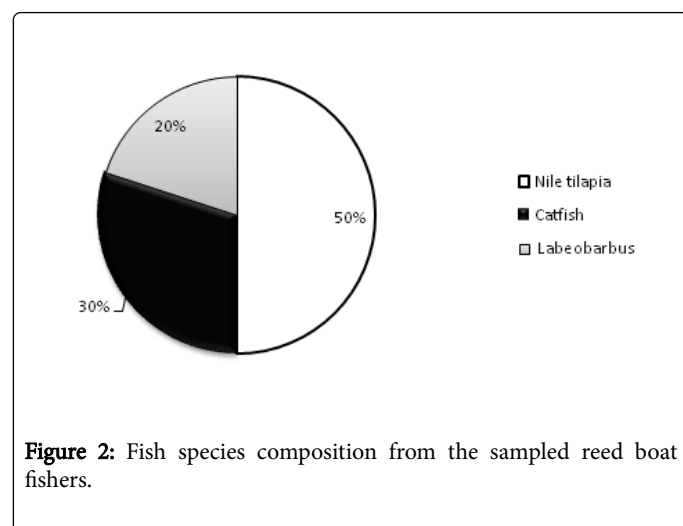 20%
50%
30%
Nile tilapia
Catfish
Labeobarbus
Figure 2: Fish species composition from the sampled reed boat
fishers.